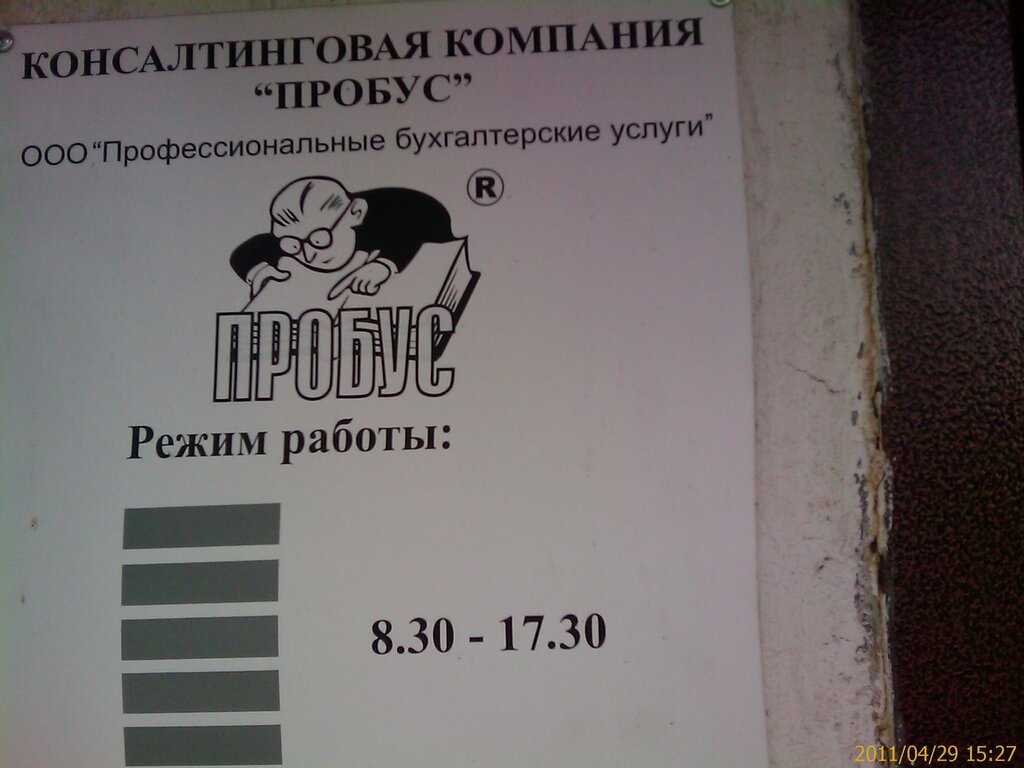 КОНСАЛТИНГОВАЯ КОМПАНИЯ
“ПРОБУС”
ООО “Профессиональные бухгалтерские услуги”
®
ПРОБУС
Режим работы:
8.30 - 17.30
2011/04/29 15:27